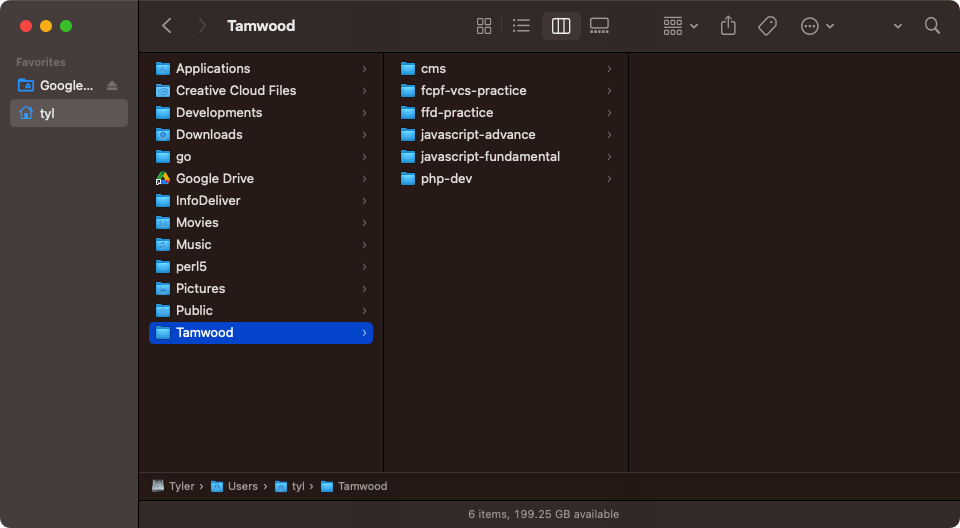 Tamwood
Favorites
Google...
tyl
Applications
Creative Cloud Files
Developments
Downloads
go
Google Drive
InfoDeliver
Movies
Music
perl5
Pictures
Public
Tamwood
cms
fcpf-vcs-practice
ffd-practice
javascript-advance
javascript-fundamental
php-dev
Tyler › Users › tyl › Tamwood
6 items, 199.25 GB available